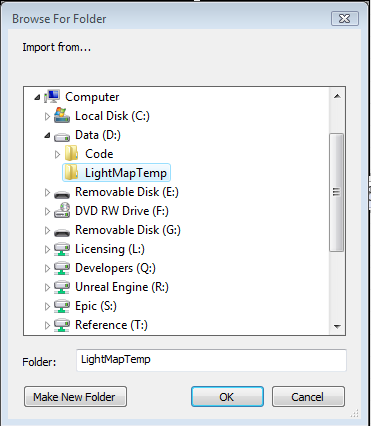 Browse For Folder
Import from...
Computer
Local Disk (C:)
Data (D:)
Code
LightMapTemp
Removable Disk (E:)
DVD RW Drive (F:)
Removable Disk (G:)
Licensing (L:)
Developers (Q:)
Unreal Engine (R:)
Epic (S:)
Reference (T:)
Folder: LightMapTemp
Make New Folder OK Cancel